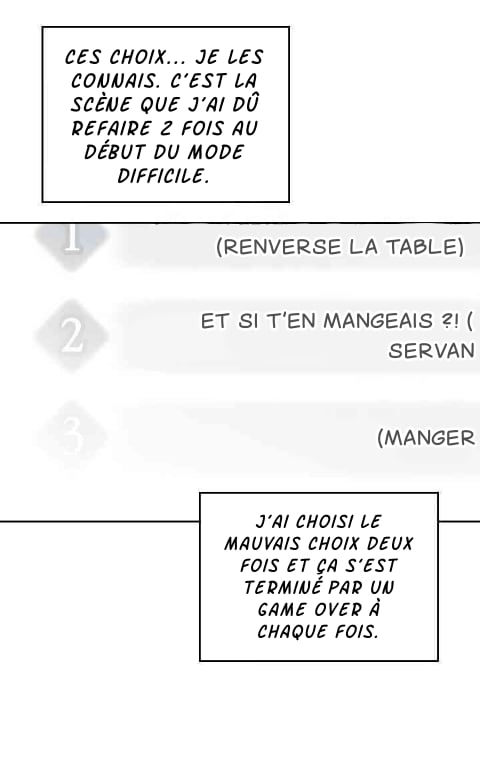 CES CHOIX... JE LES
CONNAIS. C'EST LA
SCÈNE QUE J'AI DÛ
REFAIRE 2 FOIS AU
DÉBUT DU MODE
DIFFICILE.
1
(RENVERSE LA TABLE)
2
ET SI T'EN MANGEAIS ?! (
SERVAN
3
(MANGER
J'AI CHOISI LE
MAUVAIS CHOIX DEUX
FOIS ET ÇA S'EST
TERMINÉ PAR UN
GAME OVER À
CHAQUE FOIS.